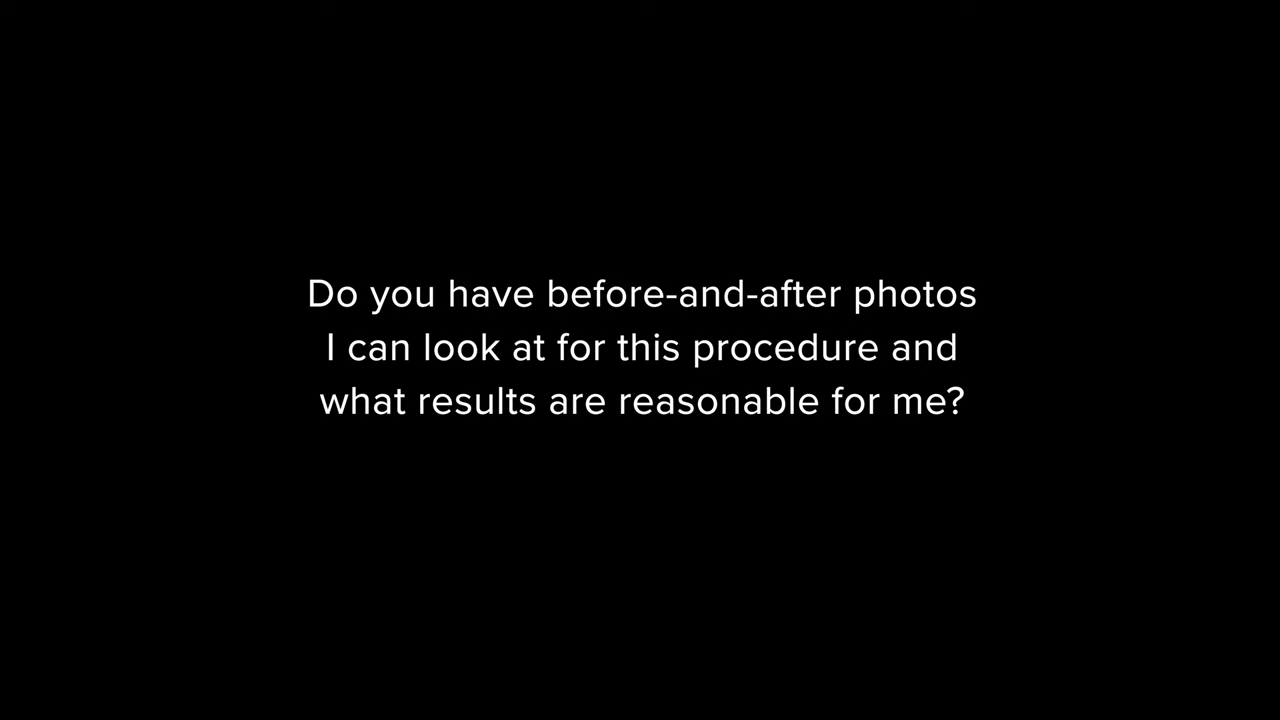 Do you have before-and-after photos
I can look at for this procedure and
what results are reasonable for me?